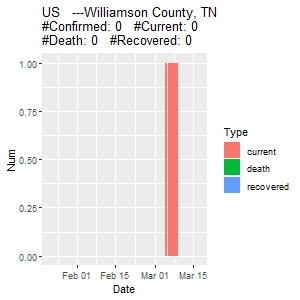 US ---Williamson County, TN
#Confirmed: 0 #Current: 0
#Death: 0 #Recovered: 0
1.00
0.75
0.50
0.25
0.00
Num
Feb 01 Feb 15 Mar 01 Mar 15
Date
Type
current
death
recovered